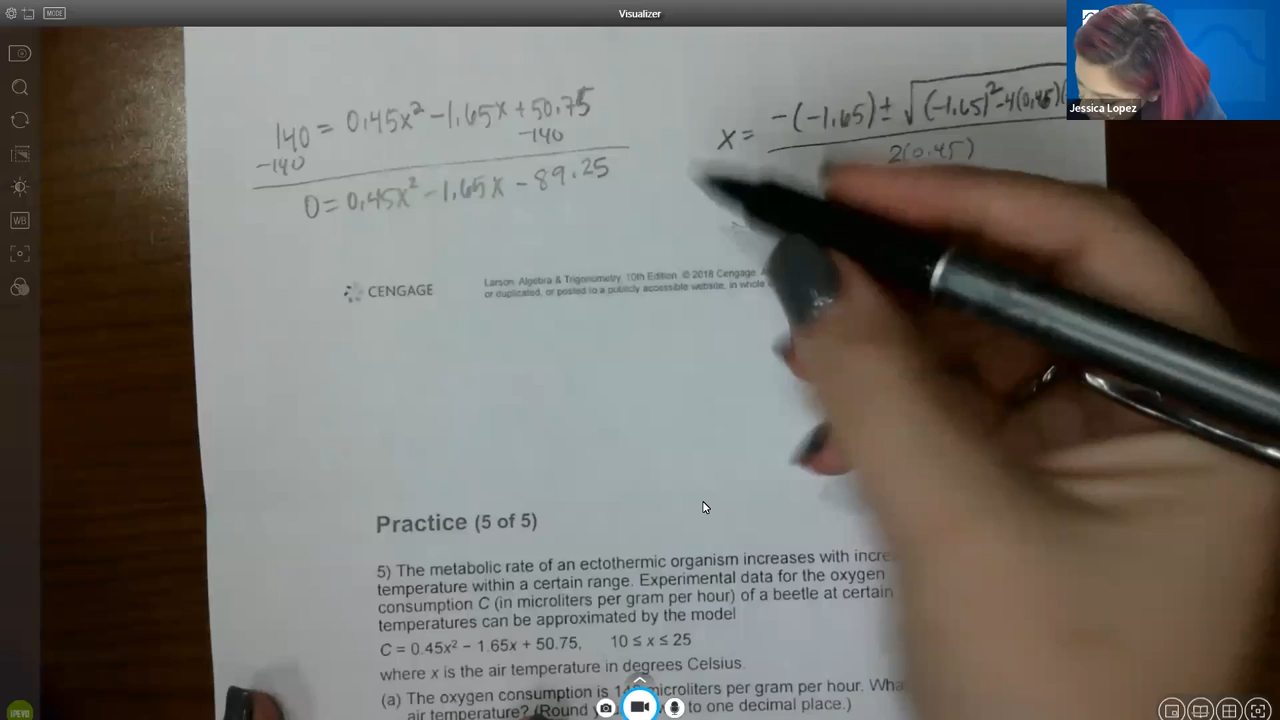 MODE
Visualizer
Jessica Lopez
140 = 0.45x² - 1.65x + 50.75
-140 -140
0 = 0.45x² - 1.65x - 89.25
x = -(-1.65) ± √(-1.65)² - 4(0.45)(
2(0.45)
CENGAGE
Larson, Algebra & Trigonometry, 10th Edition. © 2018 Cengage.
or duplicated, or posted to a publicly accessible website, in whole
Practice (5 of 5)
5) The metabolic rate of an ectothermic organism increases with
temperature within a certain range. Experimental data for the oxygen
consumption C (in microliters per gram per hour) of a beetle at certain
temperatures can be approximated by the model
C = 0.45x² − 1.65x + 50.75, 10 ≤ x ≤ 25
where x is the air temperature in degrees Celsius.
(a) The oxygen consumption is microliters per gram per hour.
air temperature? (Round to one decimal place.)
WB
IPEVO